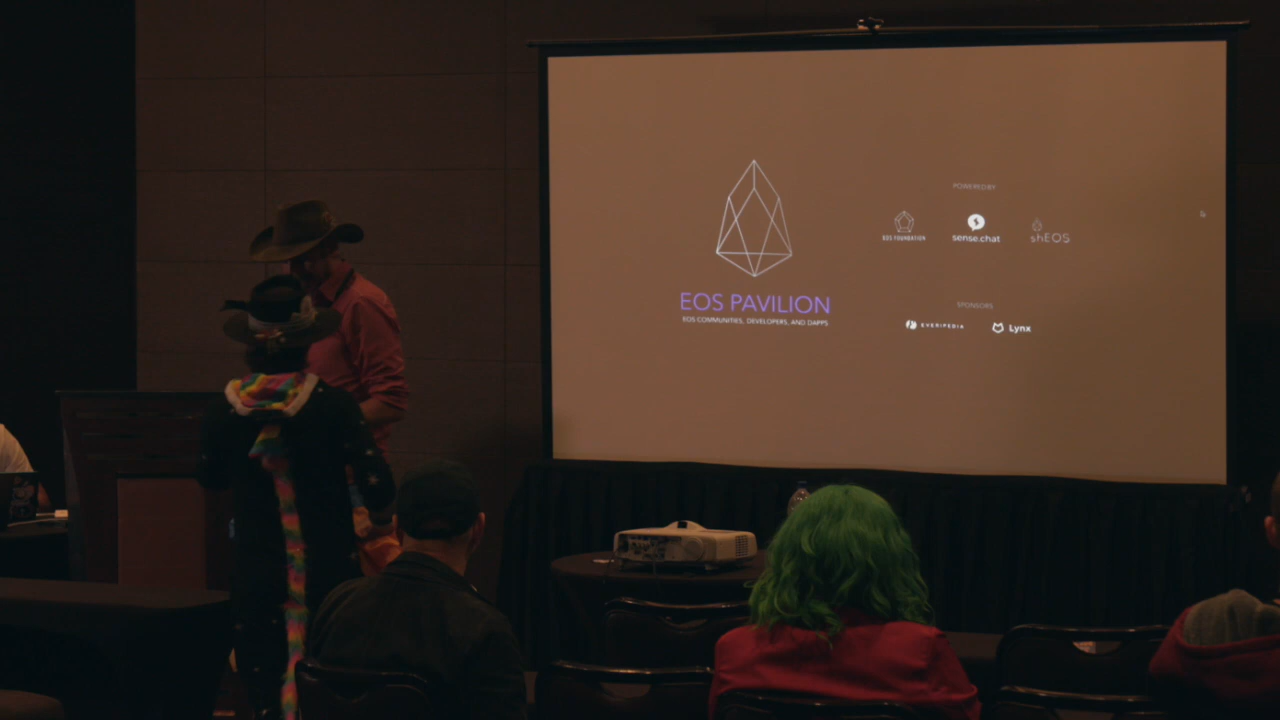 EOS PAVILION
EOS COMMUNITIES, DEVELOPERS, AND DAPPS
POWERED BY
EOS FOUNDATION
sense.chat
shEOS
SPONSORS
EVERIPEDIA
Lynx